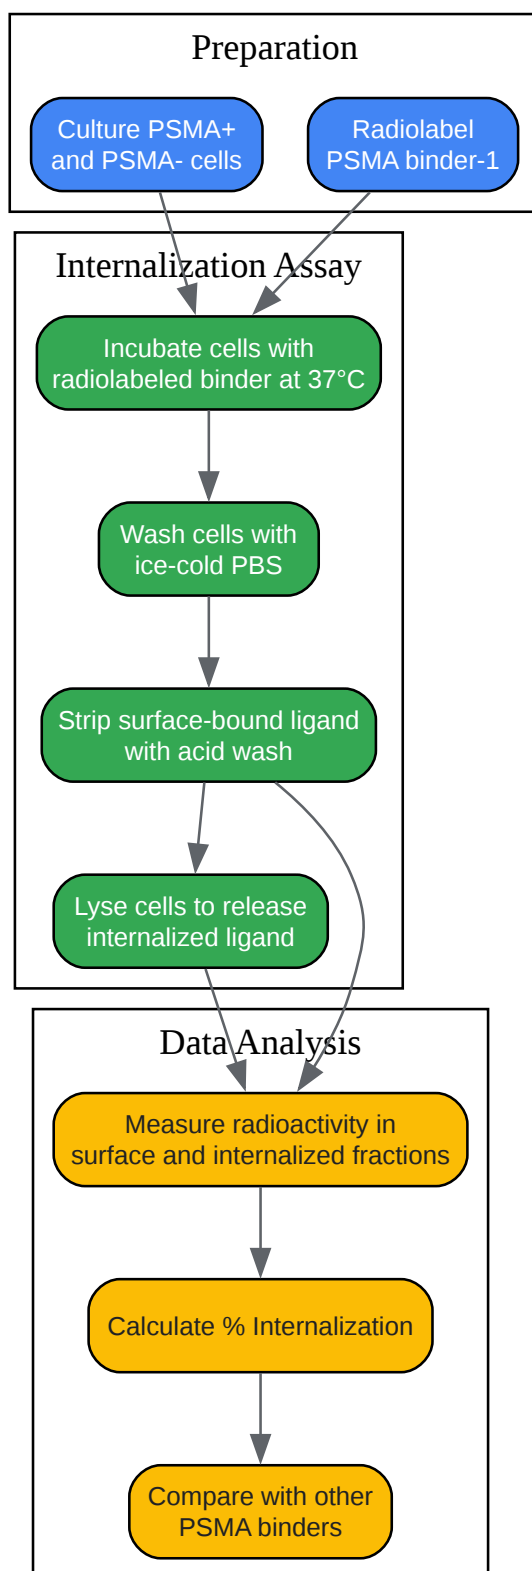 Preparation
Culture PSMA+
and PSMA- cells
Radiolabel
PSMA binder-1
Internalization Assay
Incubate cells with
radiolabeled binder at 37°C
Wash cells with
ice-cold PBS
Strip surface-bound ligand
with acid wash
Lyse cells to release
internalized ligand
Data Analysis
Measure radioactivity in
surface and internalized fractions
Calculate % Internalization
Compare with other
PSMA binders